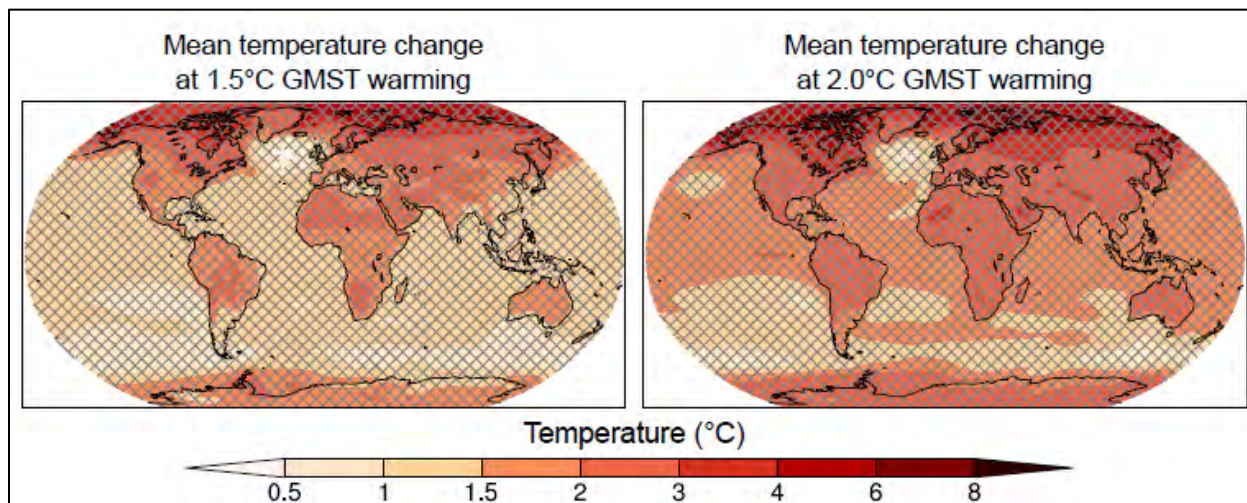 Mean temperature change
at 1.5°C GMST warming
Mean temperature change
at 2.0°C GMST warming
Temperature (°C)
0.5 1 1.5 2 3 4 6 8